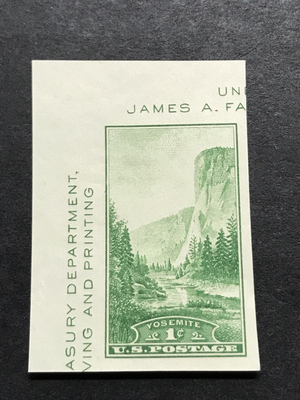 UN
JAMES A. FA
ASURY DEPARTMENT,
VING AND PRINTING
YOSEMITE
1¢
U.S. POSTAGE